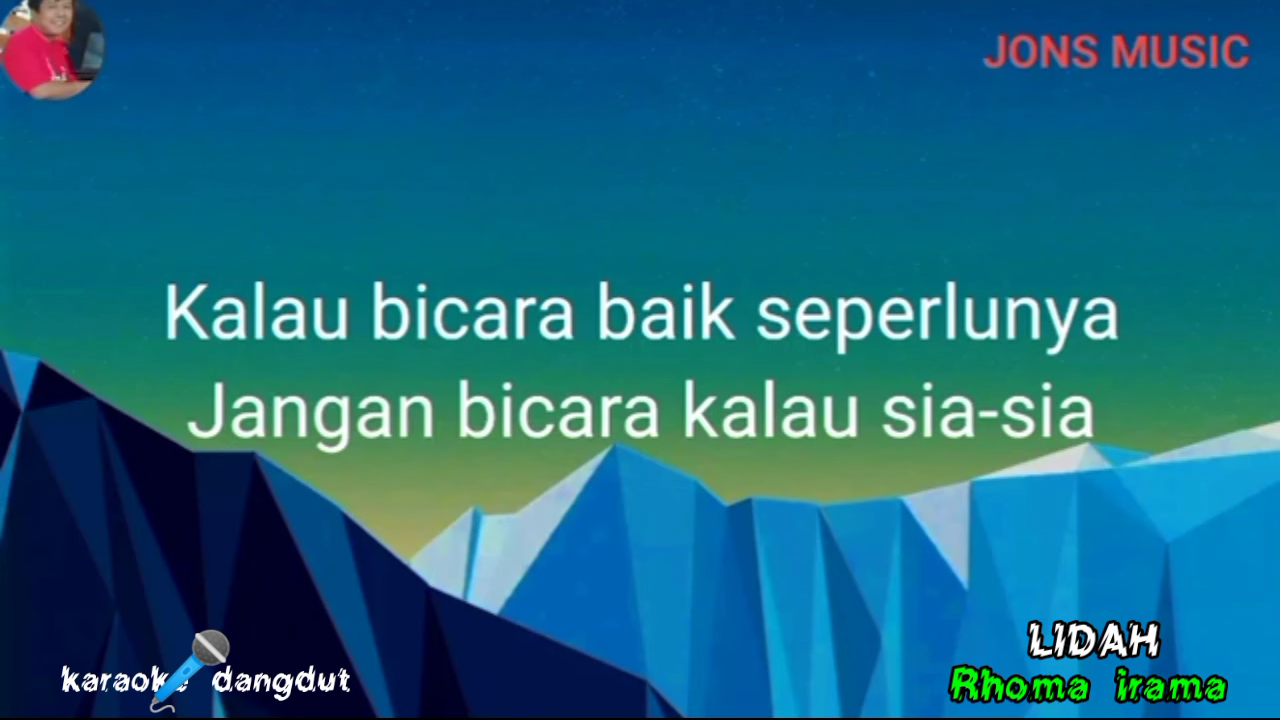 JONS MUSIC
Kalau bicara baik seperlunya
Jangan bicara kalau sia-sia
LIDAH
karaoke dangdut
Rhoma irama